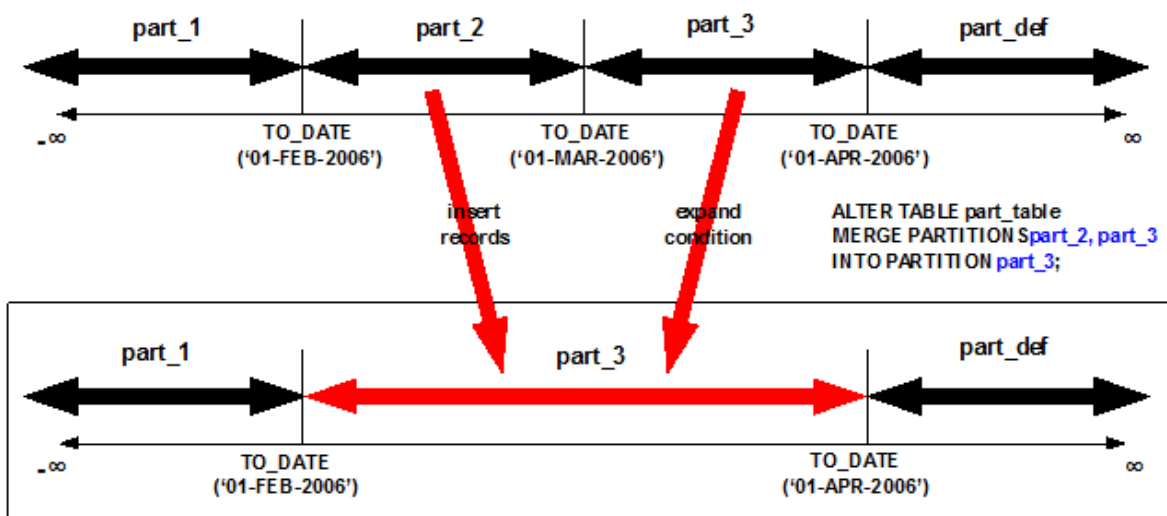 part_1 part_2 part_3 part_def
-∞ TO_DATE TO_DATE TO_DATE ∞
(‘01-FEB-2006’) (‘01-MAR-2006’) (‘01-APR-2006’)
insert
records
expand
condition
ALTER TABLE part_table
MERGE PARTITIONS part_2, part_3
INTO PARTITION part_3;
part_1 part_3 part_def
-∞ TO_DATE TO_DATE ∞
(‘01-FEB-2006’) (‘01-APR-2006’)